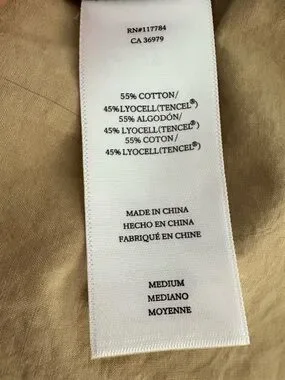 RN#117784
CA 36979
55% COTTON/
45% LYOCELL(TENCEL®)
55% ALGODÓN/
45% LYOCELL(TENCEL®)
55% COTON/
45% LYOCELL(TENCEL®)
MADE IN CHINA
HECHO EN CHINA
FABRIQUÉ EN CHINE
MEDIUM
MEDIANO
MOYENNE